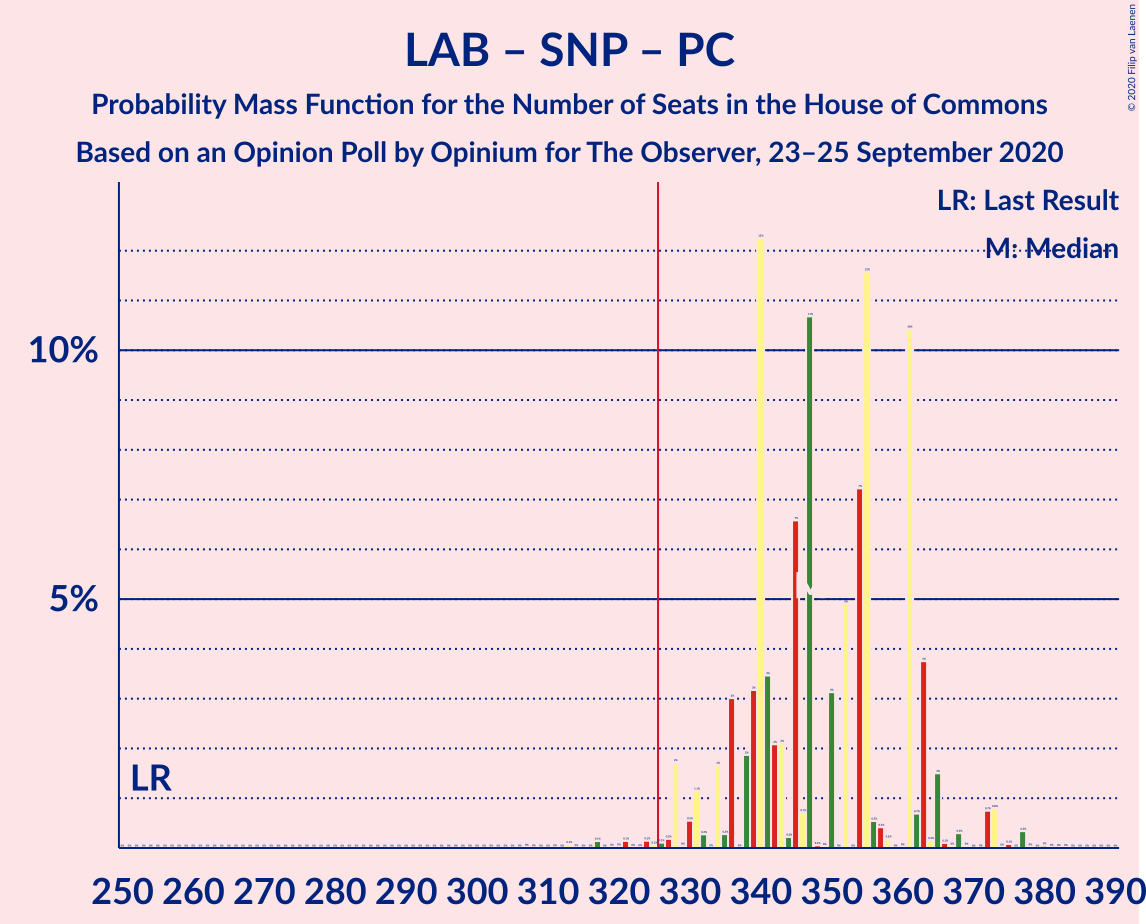 LAB – SNP – PC
Probability Mass Function for the Number of Seats in the House of Commons
Based on an Opinion Poll by Opinium for The Observer, 23–25 September 2020
© 2020 Filip van Laenen
LR: Last Result
M: Median
10%
5%
LR
250 260 270 280 290 300 310 320 330 340 350 360 370 380 390